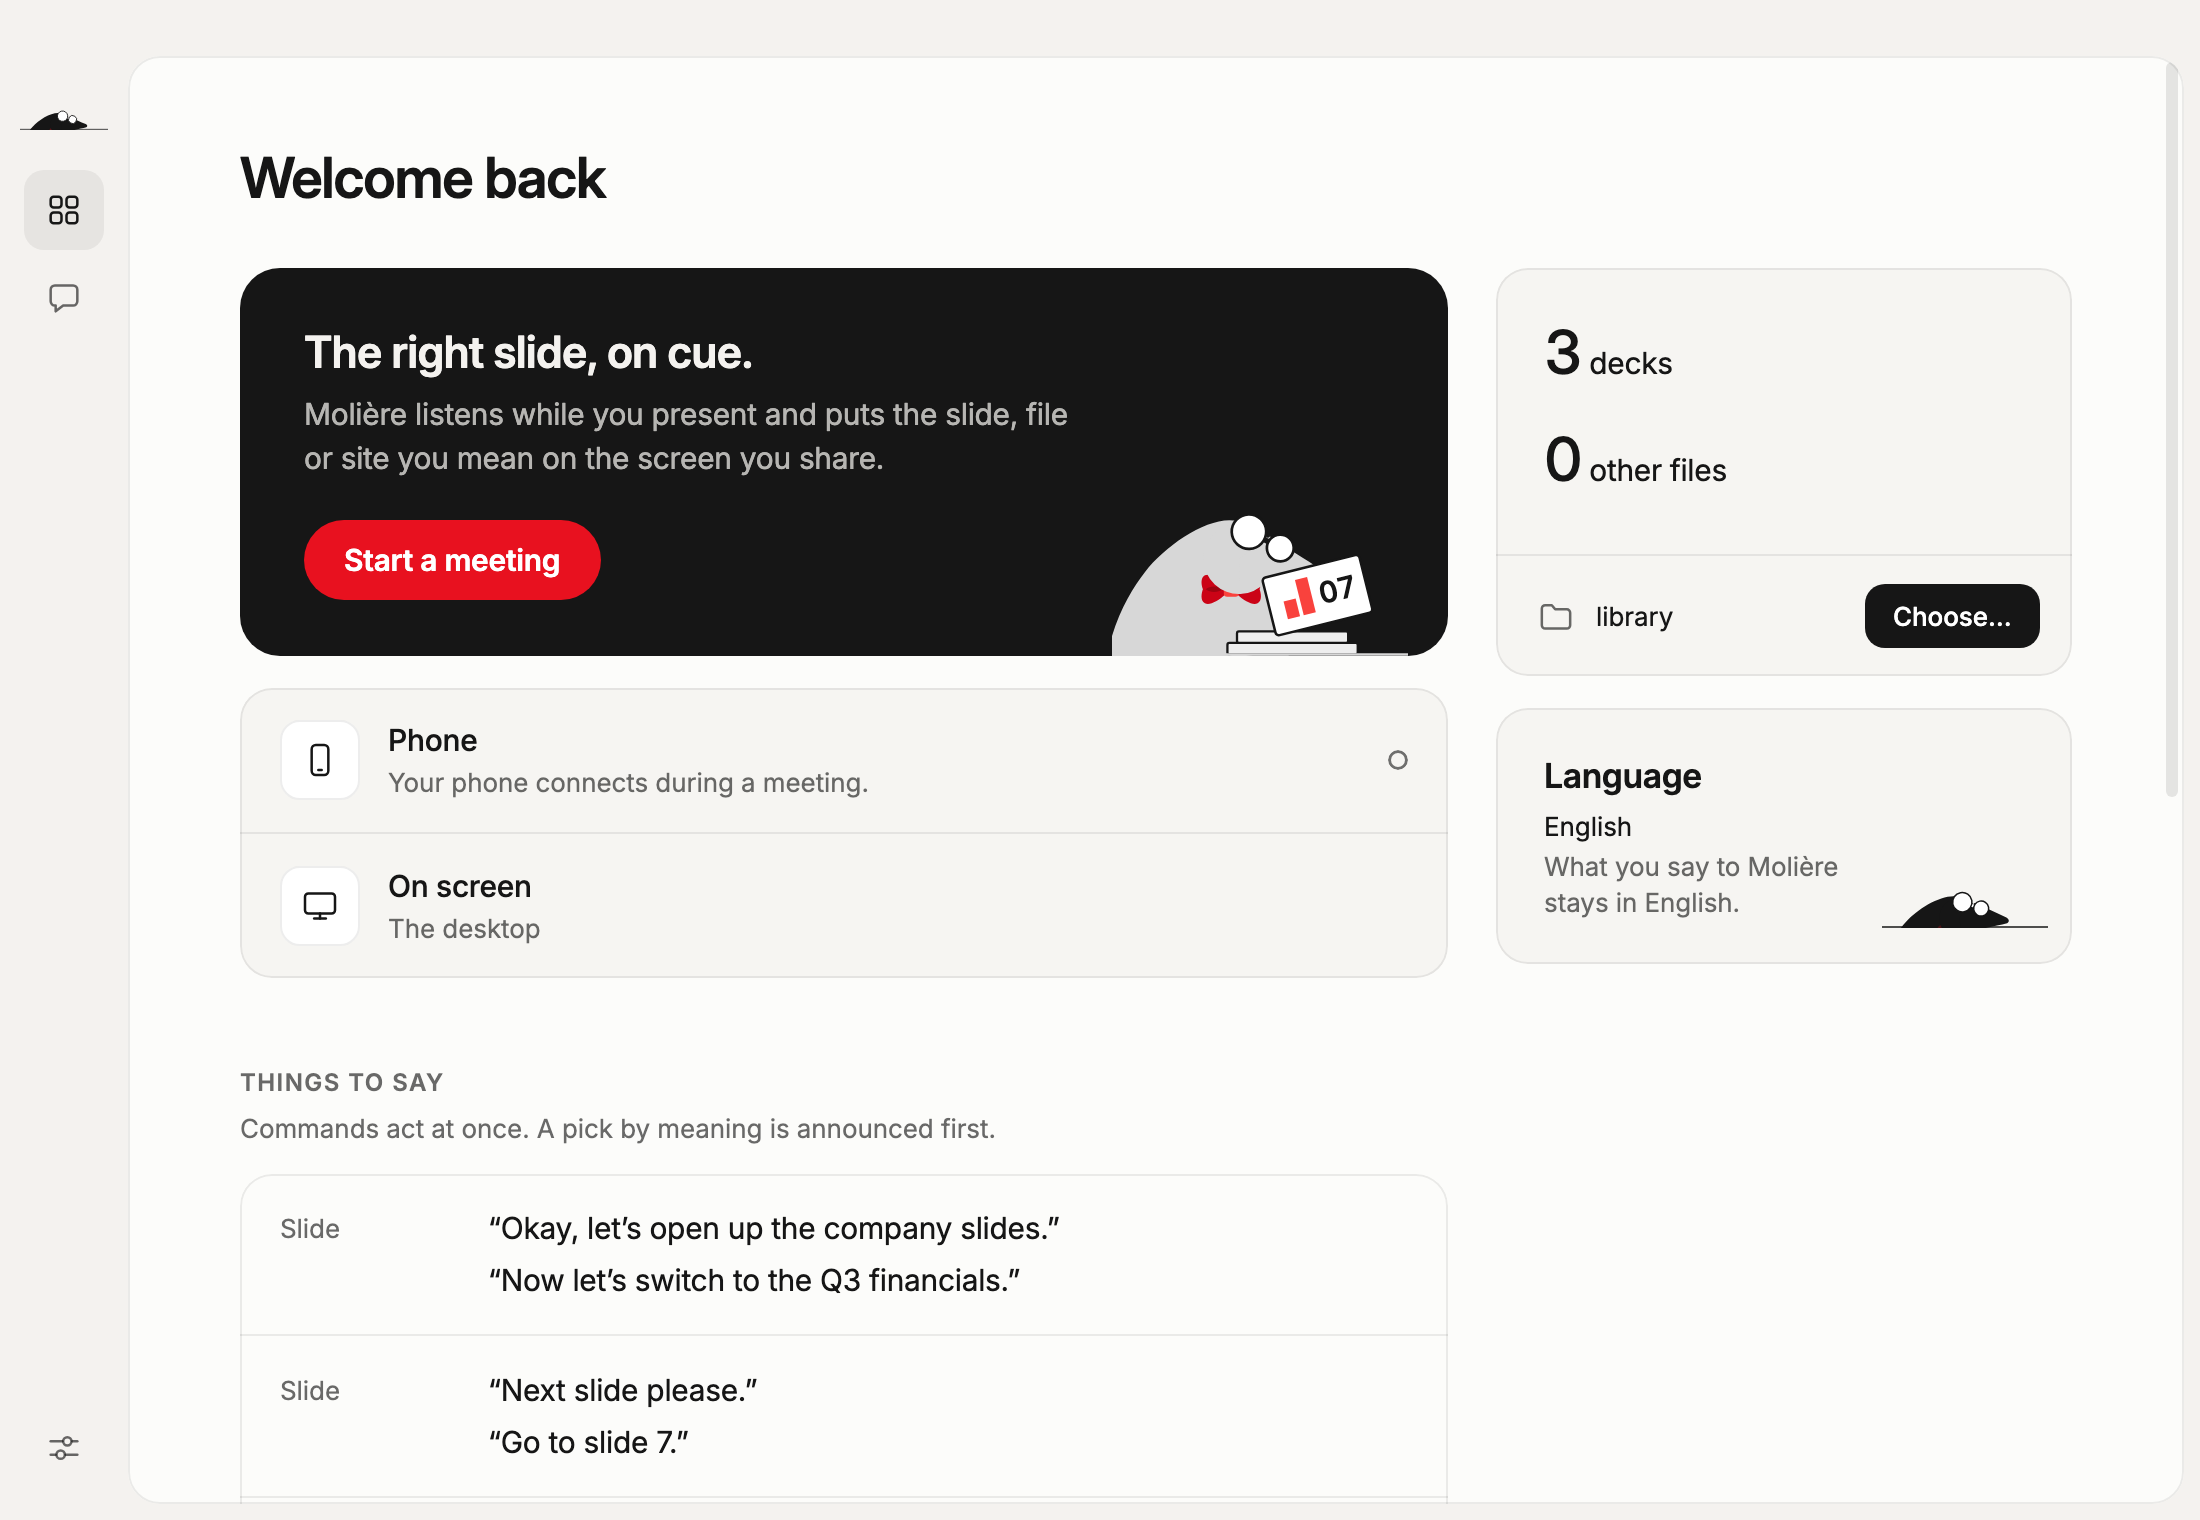 Welcome back
The right slide, on cue.
Molière listens while you present and puts the slide, file
or site you mean on the screen you share.
Start a meeting
07
3 decks
0 other files
library
Choose...
Phone
Your phone connects during a meeting.
On screen
The desktop
Language
English
What you say to Molière
stays in English.
THINGS TO SAY
Commands act at once. A pick by meaning is announced first.
Slide
“Okay, let’s open up the company slides.”
“Now let’s switch to the Q3 financials.”
Slide
“Next slide please.”
“Go to slide 7.”